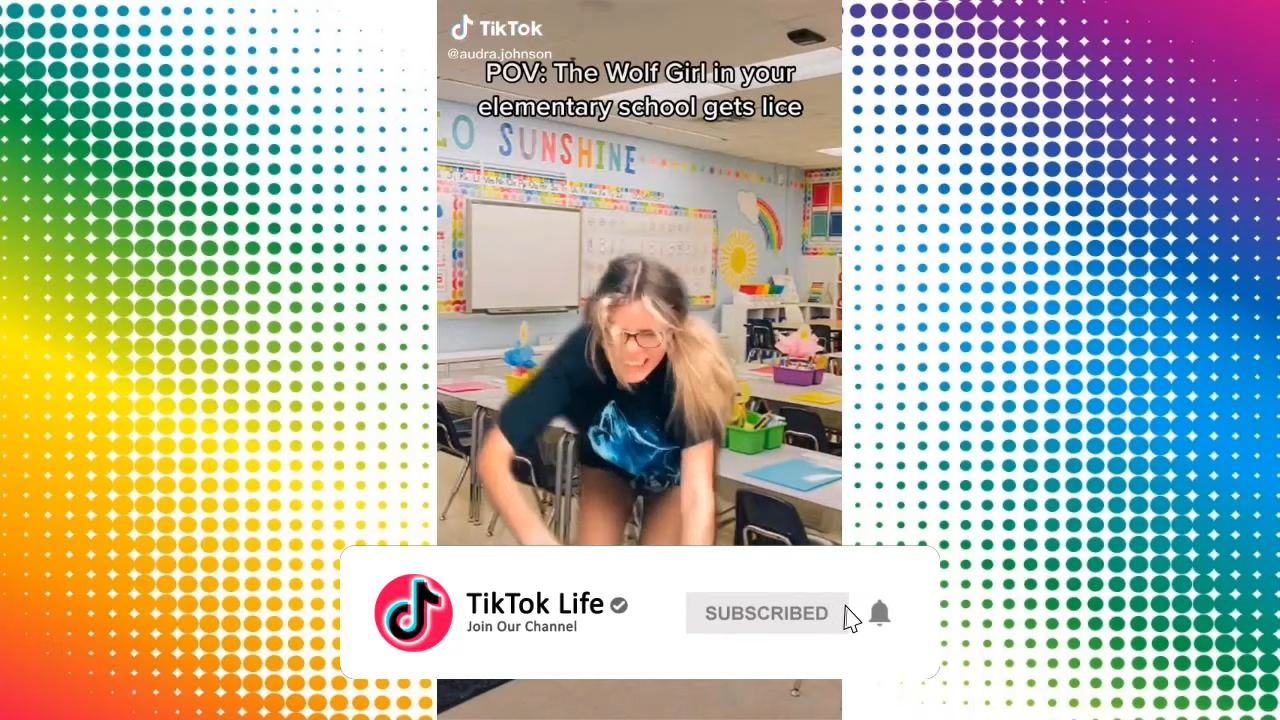 TikTok
@audra.johnson
POV: The Wolf Girl in your
elementary school gets lice
LO SUNSHINE
TikTok Life
Join Our Channel
SUBSCRIBED